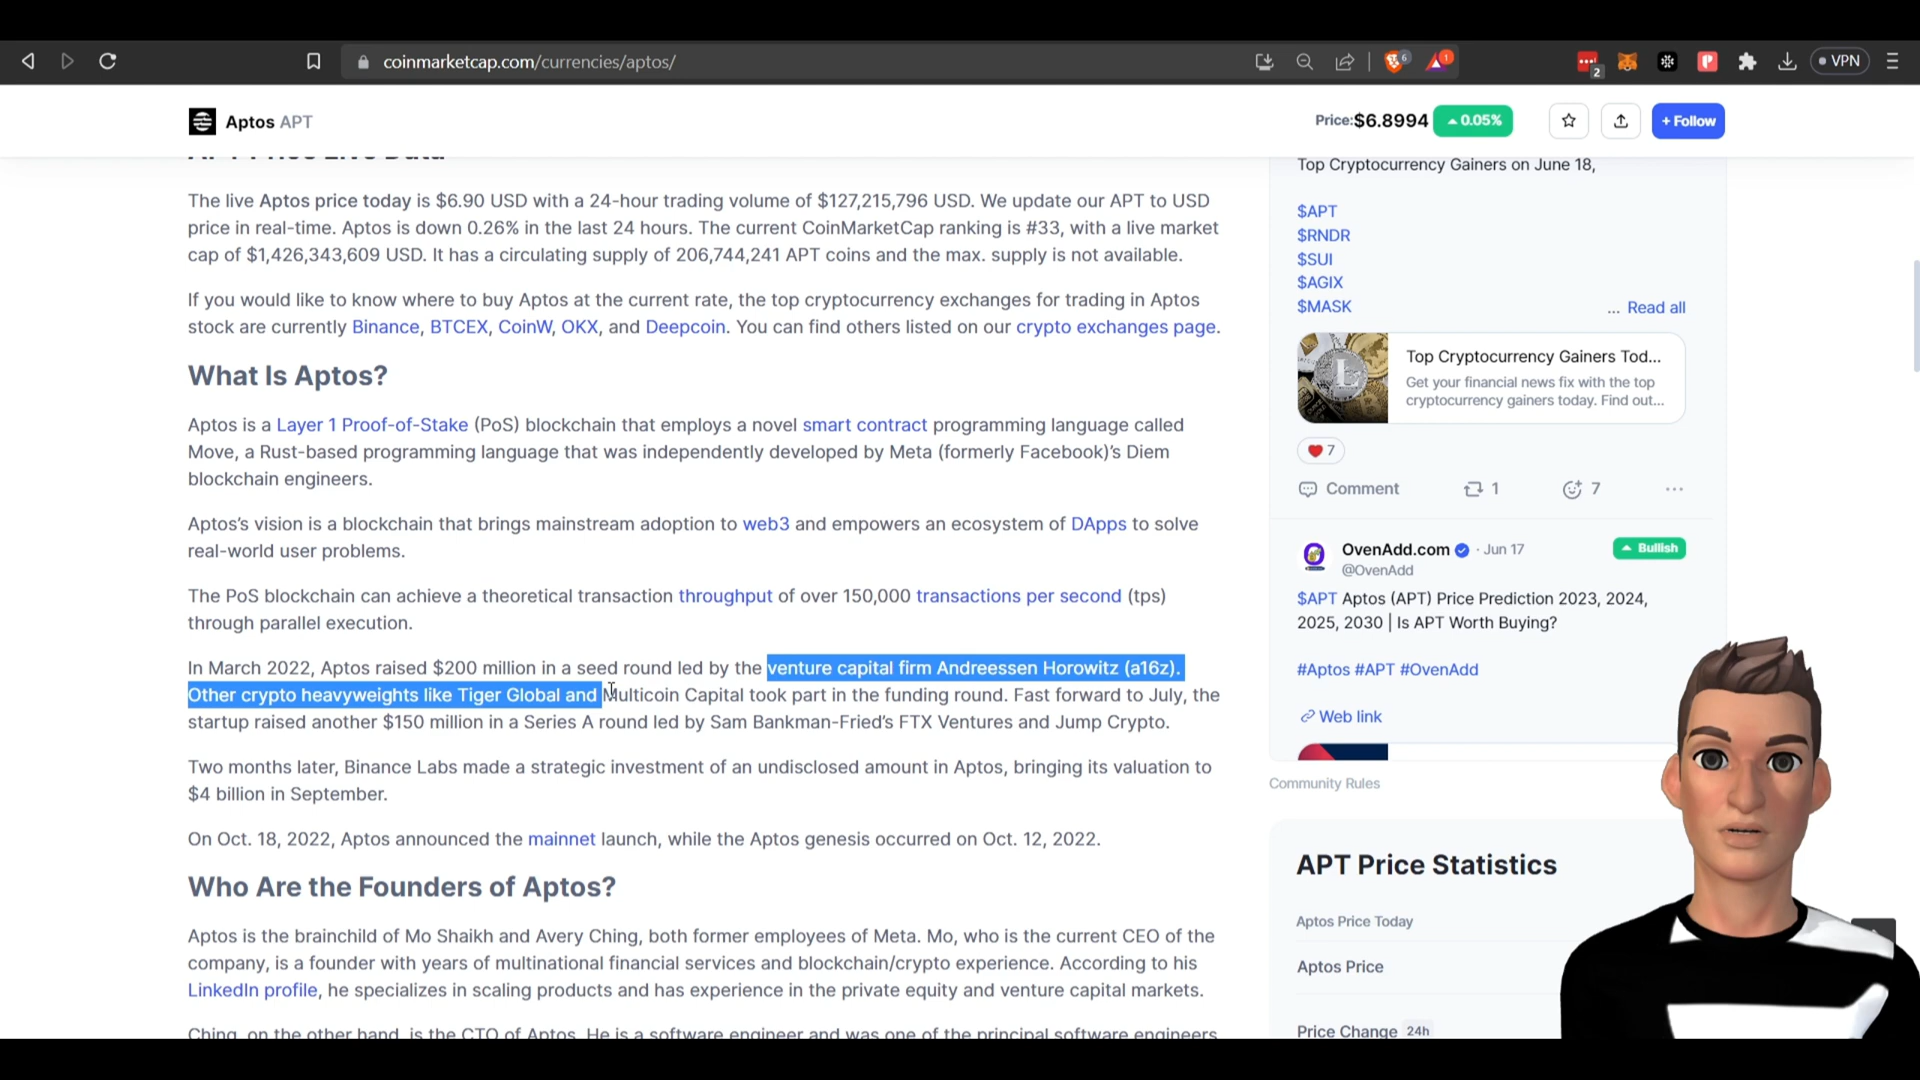 coinmarketcap.com/currencies/aptos/
6
1
2
VPN
Aptos APT
Price:$6.8994
0.05%
+ Follow
The live Aptos price today is $6.90 USD with a 24-hour trading volume of $127,215,796 USD. We update our APT to USD
price in real-time. Aptos is down 0.26% in the last 24 hours. The current CoinMarketCap ranking is #33, with a live market
cap of $1,426,343,609 USD. It has a circulating supply of 206,744,241 APT coins and the max. supply is not available.
If you would like to know where to buy Aptos at the current rate, the top cryptocurrency exchanges for trading in Aptos
stock are currently Binance, BTCEX, CoinW, OKX, and Deepcoin. You can find others listed on our crypto exchanges page.
What Is Aptos?
Aptos is a Layer 1 Proof-of-Stake (PoS) blockchain that employs a novel smart contract programming language called
Move, a Rust-based programming language that was independently developed by Meta (formerly Facebook)'s Diem
blockchain engineers.
Aptos's vision is a blockchain that brings mainstream adoption to web3 and empowers an ecosystem of DApps to solve
real-world user problems.
The PoS blockchain can achieve a theoretical transaction throughput of over 150,000 transactions per second (tps)
through parallel execution.
In March 2022, Aptos raised $200 million in a seed round led by the venture capital firm Andreessen Horowitz (a16z).
Other crypto heavyweights like Tiger Global and Multicoin Capital took part in the funding round. Fast forward to July, the
startup raised another $150 million in a Series A round led by Sam Bankman-Fried's FTX Ventures and Jump Crypto.
Two months later, Binance Labs made a strategic investment of an undisclosed amount in Aptos, bringing its valuation to
$4 billion in September.
On Oct. 18, 2022, Aptos announced the mainnet launch, while the Aptos genesis occurred on Oct. 12, 2022.
Who Are the Founders of Aptos?
Aptos is the brainchild of Mo Shaikh and Avery Ching, both former employees of Meta. Mo, who is the current CEO of the
company, is a founder with years of multinational financial services and blockchain/crypto experience. According to his
LinkedIn profile, he specializes in scaling products and has experience in the private equity and venture capital markets.
Ching, on the other hand, is the CTO of Aptos. He is a software engineer and was one of the principal software engineers
Top Cryptocurrency Gainers on June 18,
$APT
$RNDR
$SUI
$AGIX
$MASK
... Read all
Top Cryptocurrency Gainers Tod...
Get your financial news fix with the top
cryptocurrency gainers today. Find out...
7
Comment
1
7
OvenAdd.com · Jun 17
Bullish
@OvenAdd
$APT Aptos (APT) Price Prediction 2023, 2024,
2025, 2030 | Is APT Worth Buying?
#Aptos #APT #OvenAdd
Web link
Community Rules
APT Price Statistics
Aptos Price Today
Aptos Price
Price Change 24h